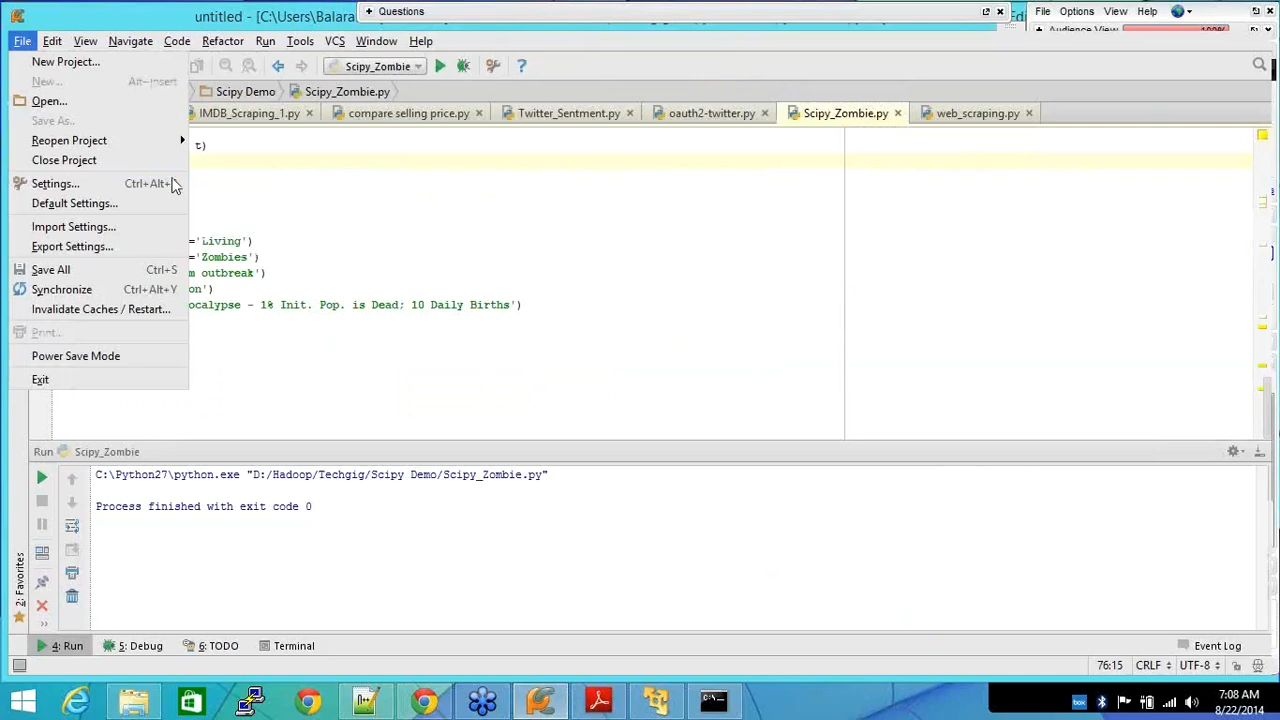 untitled - [C:\Users\Balara
Questions
File Options View Help
Audience View 100%
File Edit View Navigate Code Refactor Run Tools VCS Window Help
New Project...
Scipy_Zombie
New... Alt+Insert
Scipy Demo Scipy_Zombie.py
Open...
IMDB_Scraping_1.py compare selling price.py Twitter_Sentment.py oauth2-twitter.py Scipy_Zombie.py web_scraping.py
Save As..
Reopen Project
t)
Close Project
Settings... Ctrl+Alt+
Default Settings...
Import Settings...
='Living')
Export Settings...
='Zombies')
Save All Ctrl+S
m outbreak')
Synchronize Ctrl+Alt+Y
on')
Invalidate Caches / Restart...
ocalypse - 1% Init. Pop. is Dead; 10 Daily Births')
Print...
Power Save Mode
Exit
Run Scipy_Zombie
C:\Python27\python.exe "D:/Hadoop/Techgig/Scipy Demo/Scipy_Zombie.py"
Process finished with exit code 0
2: Favorites
4: Run 5: Debug 6: TODO Terminal Event Log
76:15 CRLF UTF-8
box
7:08 AM
8/22/2014